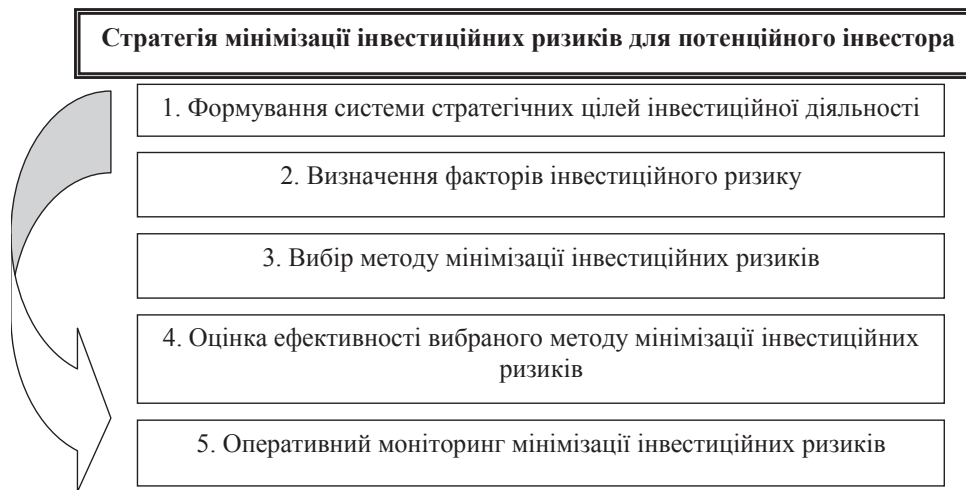 Стратегія мінімізації інвестиційних ризиків для потенційного інвестора
1. Формування системи стратегічних цілей інвестиційної діяльності
2. Визначення факторів інвестиційного ризику
3. Вибір методу мінімізації інвестиційних ризиків
4. Оцінка ефективності вибраного методу мінімізації інвестиційних
ризиків
5. Оперативний моніторинг мінімізації інвестиційних ризиків